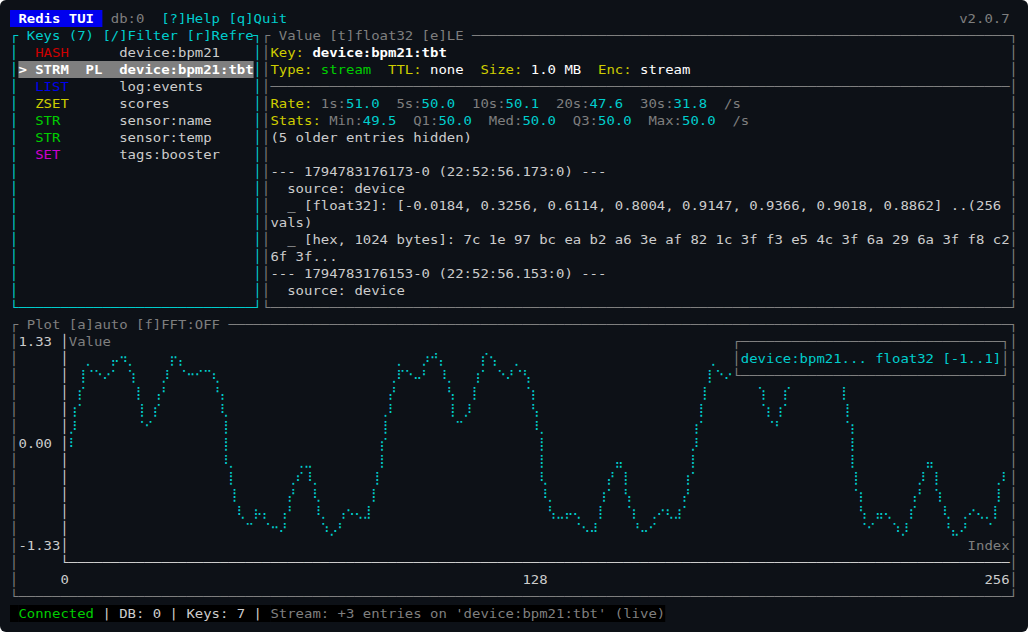 Redis TUI db:0 [?]Help [q]Quit v2.0.7
Keys (7) [/]Filter [r]Refre
HASH device:bpm21
> STRM PL device:bpm21:tbt
LIST log:events
ZSET scores
STR sensor:name
STR sensor:temp
SET tags:booster
Value [t]float32 [e]LE
Key: device:bpm21:tbt
Type: stream TTL: none Size: 1.0 MB Enc: stream
Rate: 1s:51.0 5s:50.0 10s:50.1 20s:47.6 30s:31.8 /s
Stats: Min:49.5 Q1:50.0 Med:50.0 Q3:50.0 Max:50.0 /s
(5 older entries hidden)
--- 1794783176173-0 (22:52:56.173:0) ---
source: device
_ [float32]: [-0.0184, 0.3256, 0.6114, 0.8004, 0.9147, 0.9366, 0.9018, 0.8862] ..(256
vals)
_ [hex, 1024 bytes]: 7c 1e 97 bc ea b2 a6 3e af 82 1c 3f f3 e5 4c 3f 6a 29 6a 3f f8 c2
6f 3f...
--- 1794783176153-0 (22:52:56.153:0) ---
source: device
Plot [a]auto [f]FFT:OFF
1.33 Value
device:bpm21... float32 [-1..1]
0.00
-1.33 Index
0 128 256
Connected | DB: 0 | Keys: 7 | Stream: +3 entries on 'device:bpm21:tbt' (live)